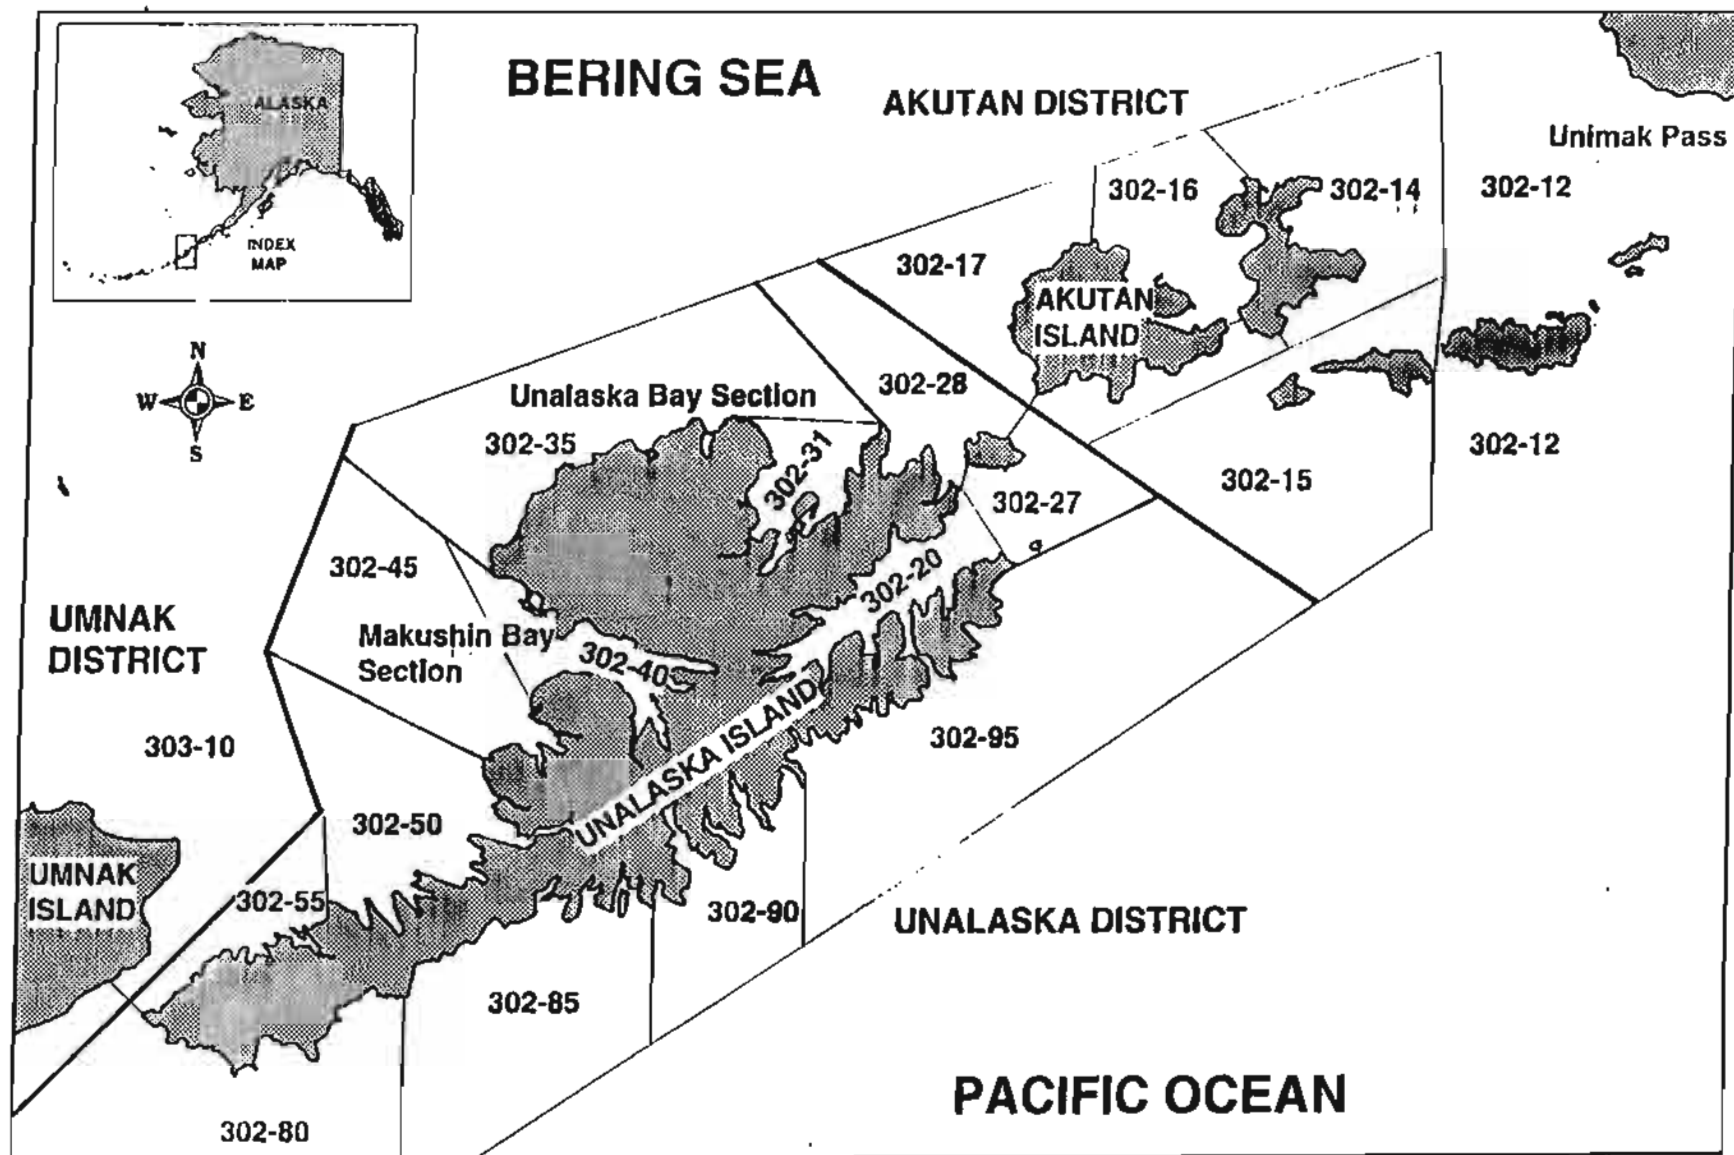 BERING SEA
AKUTAN DISTRICT
ALASKA
INDEX
MAP
Unimak Pass
302-16
302-14
302-12
302-17
AKUTAN
ISLAND
N
W
E
S
302-28
Unalaska Bay Section
302-35
302-31
302-12
302-15
302-27
302-45
302-20
UMNAK
DISTRICT
Makushin Bay
Section
302-40
UNALASKA ISLAND
303-10
302-95
302-50
UMNAK
ISLAND
302-55
302-90
UNALASKA DISTRICT
302-85
PACIFIC OCEAN
302-80